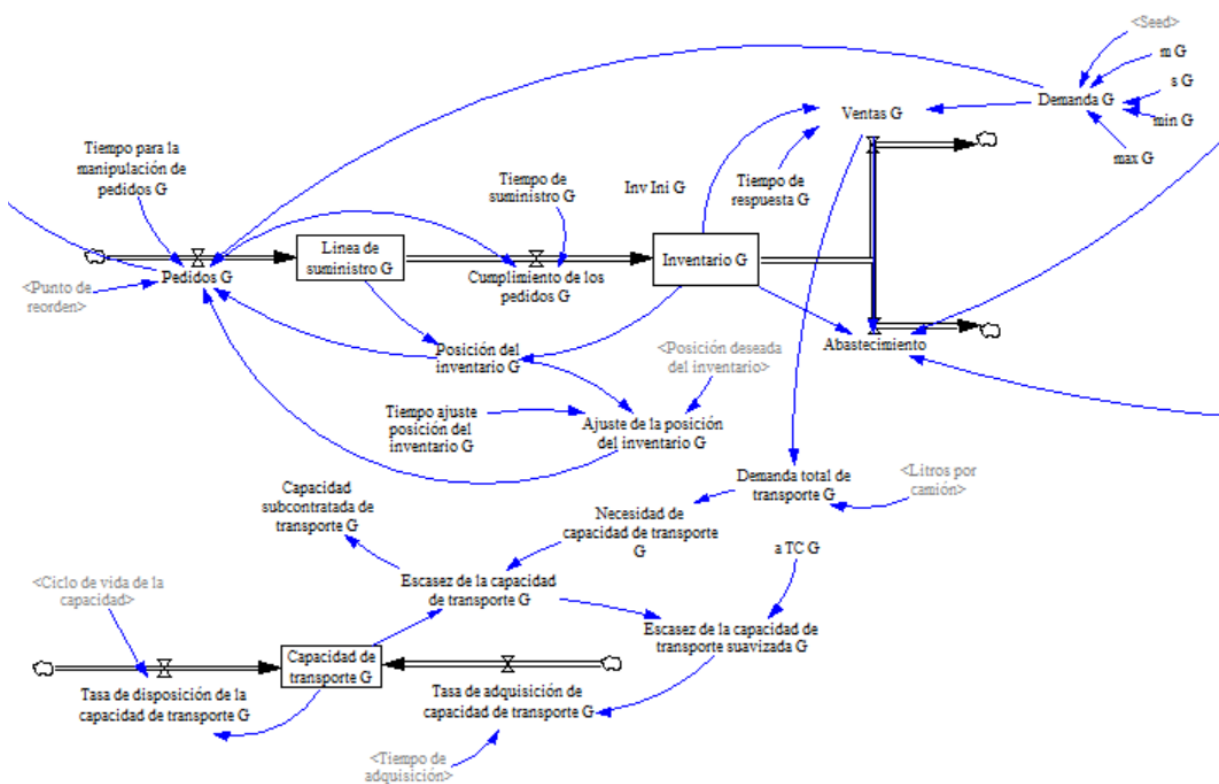 <Seed>
m G
s G
Demanda G
min G
max G
Ventas G
Tiempo para la
manipulación de
pedidos G
Tiempo de
suministro G
Inv Ini G
Tiempo de
respuesta G
Linea de
suministro G
Inventario G
Pedidos G
Cumplimiento de los
pedidos G
<Punto de
reorden>
Abastecimiento
Posición del
inventario G
<Posición deseada
del inventario>
Tiempo ajuste
posición del
inventario G
Ajuste de la posición
del inventario G
Demanda total de
transporte G
<Litros por
camión>
Capacidad
subcontratada de
transporte G
Necesidad de
capacidad de transporte
G
a TC G
<Ciclo de vida de la
capacidad>
Escasez de la capacidad
de transporte G
Escasez de la capacidad de
transporte suavizada G
Capacidad de
transporte G
Tasa de disposición de la
capacidad de transporte G
Tasa de adquisición de
capacidad de transporte G
<Tiempo de
adquisición>